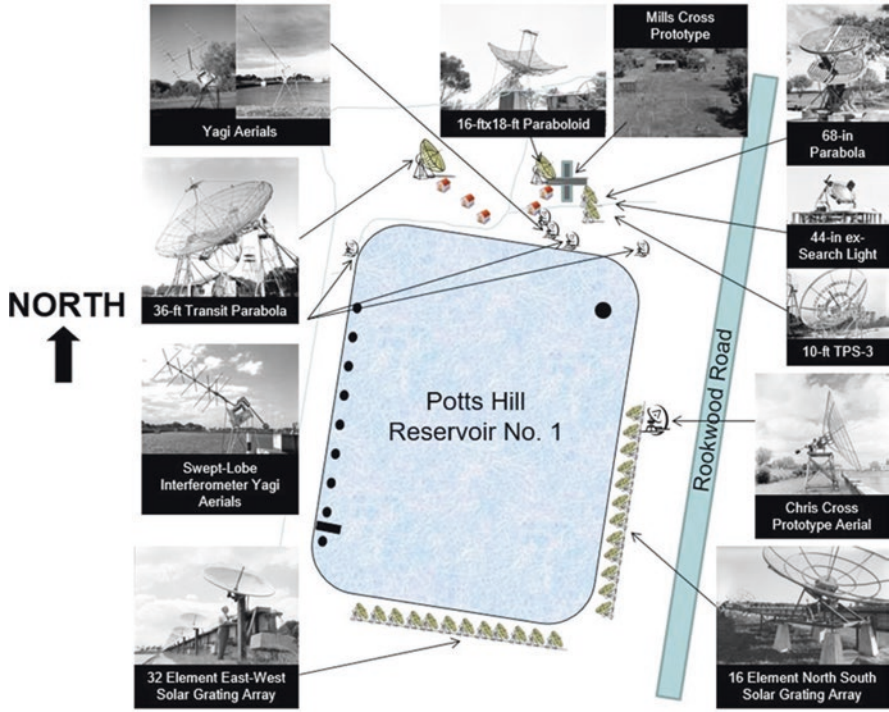 Mills Cross
Prototype
Yagi Aerials
16-ftx18-ft Paraboloid
68-in
Parabola
44-in ex-
Search Light
36-ft Transit Parabola
10-ft TPS-3
NORTH
Potts Hill
Reservoir No. 1
Rookwood Road
Swept-Lobe
Interferometer Yagi
Aerials
Chris Cross
Prototype Aerial
32 Element East-West
Solar Grating Array
16 Element North South
Solar Grating Array